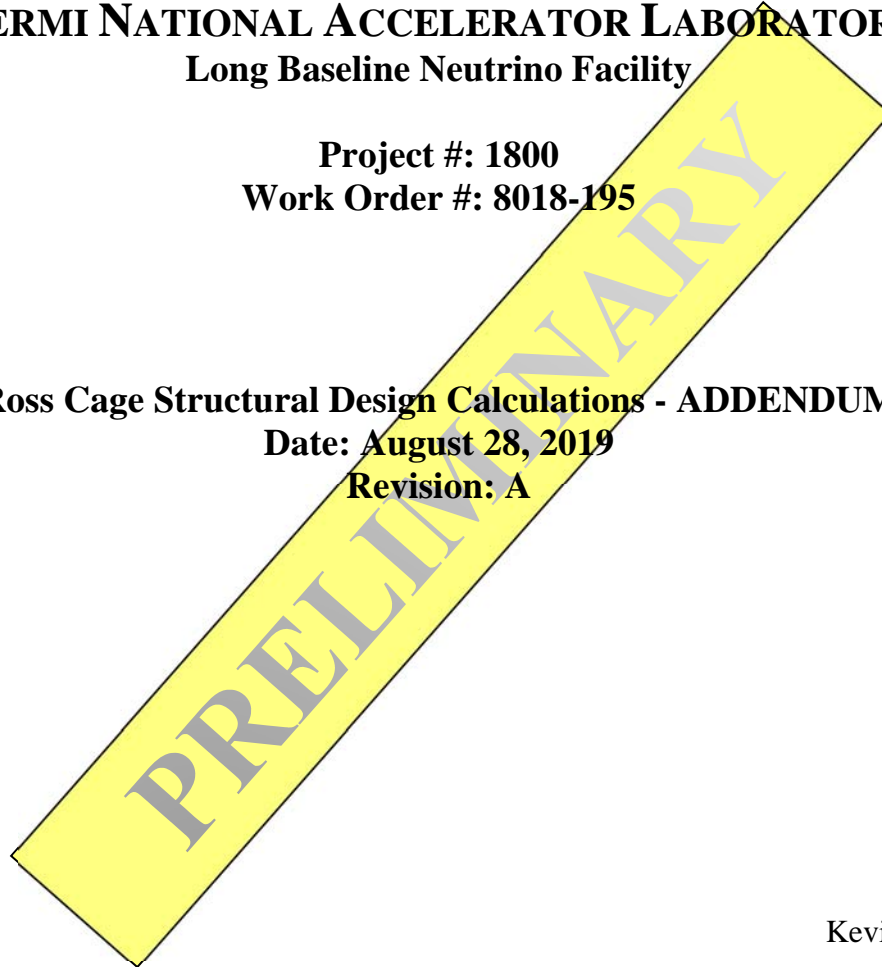 ERMI NATIONAL ACCELERATOR LABORATOR
Long Baseline Neutrino Facility
Project #: 1800
Work Order #: 8018-195
Ross Cage Structural Design Calculations - ADDENDUM
Date: August 28, 2019
Revision: A
PRELIMINARY
Kevi